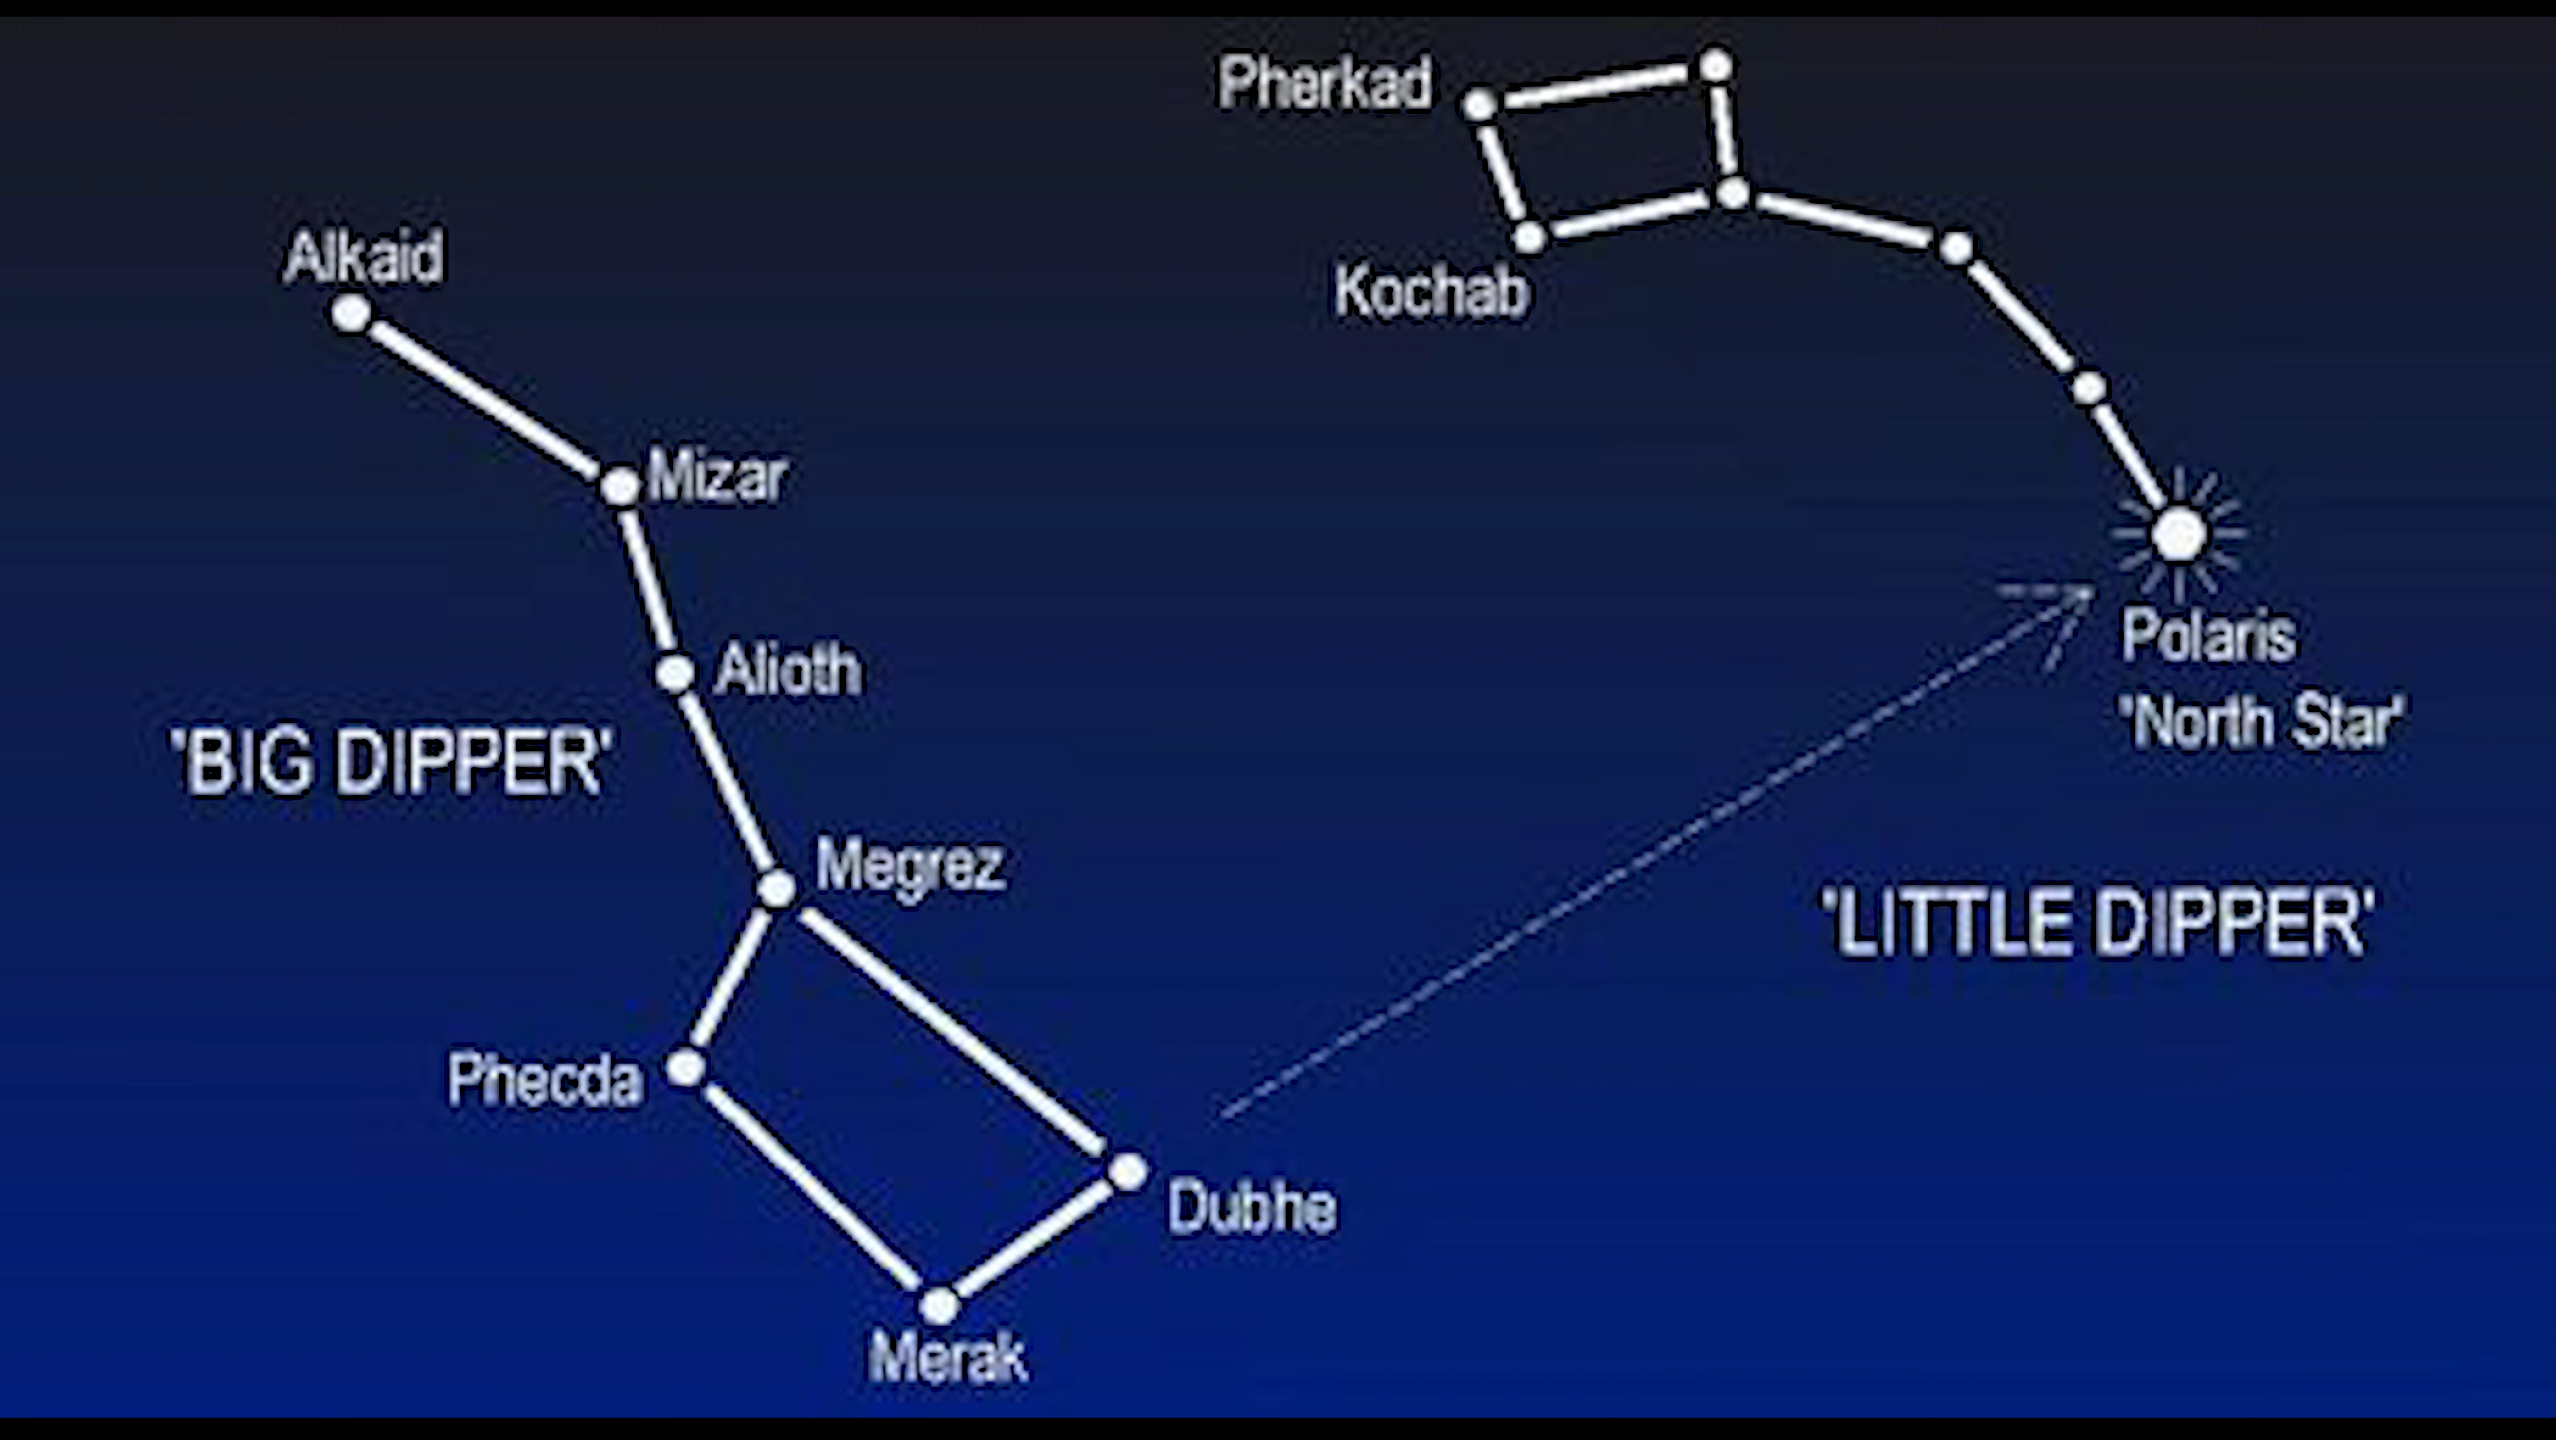 Pherkad
Alkaid
Kochab
Mizar
Alioth
Polaris
'North Star'
'BIG DIPPER'
Megrez
'LITTLE DIPPER'
Phecda
Dubhe
Merak